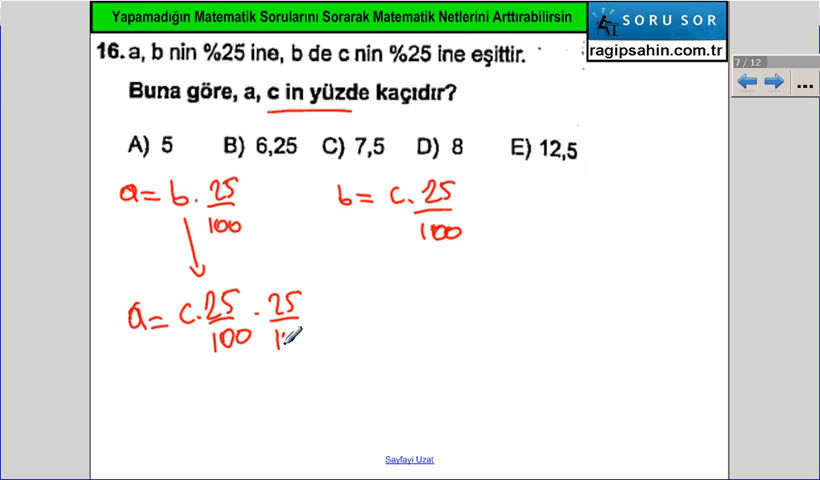 Yapamadığın Matematik Sorularını Sorarak Matematik Netlerini Arttırabilirsin
SORU SOR
ragipsahin.com.tr
7 / 12
...
16. a, b nin %25 ine, b de c nin %25 ine eşittir.
Buna göre, a, c in yüzde kaçıdır?
A) 5 B) 6,25 C) 7,5 D) 8 E) 12,5
a = b . 25/100 b = c . 25/100
a = c . 25/100 . 25/1
Sayfayi Uzat